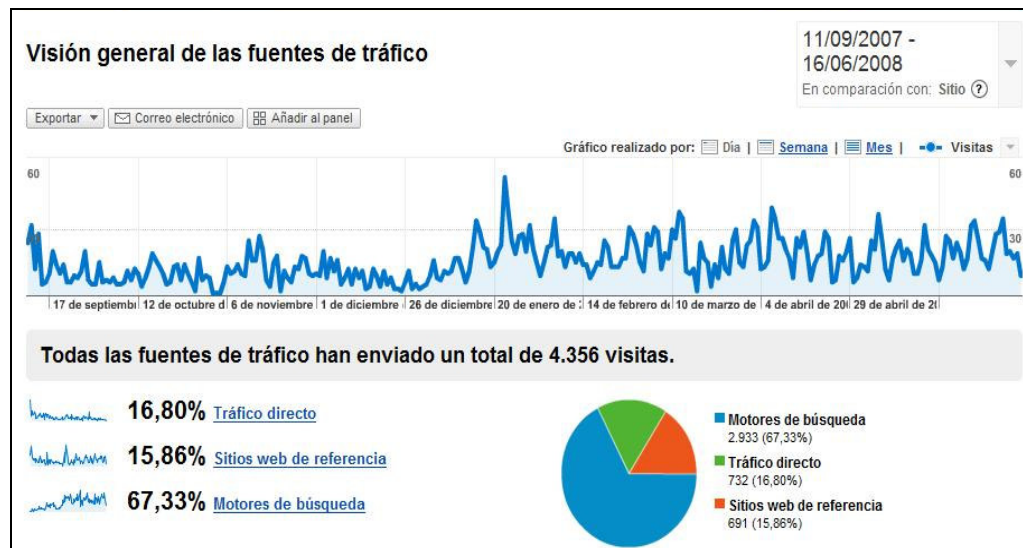 Visión general de las fuentes de tráfico
11/09/2007 -
16/06/2008
En comparación con: Sitio ?
Exportar
Correo electrónico
Añadir al panel
Gráfico realizado por: Día | Semana | Mes | Visitas
60
60
30
17 de septiembr
12 de octubre d
6 de noviembre
1 de diciembre
26 de diciembre
20 de enero de
14 de febrero de
10 de marzo de
4 de abril de 200
29 de abril de 20
Todas las fuentes de tráfico han enviado un total de 4.356 visitas.
16,80% Tráfico directo
15,86% Sitios web de referencia
67,33% Motores de búsqueda
Motores de búsqueda
2.933 (67,33%)
Tráfico directo
732 (16,80%)
Sitios web de referencia
691 (15,86%)